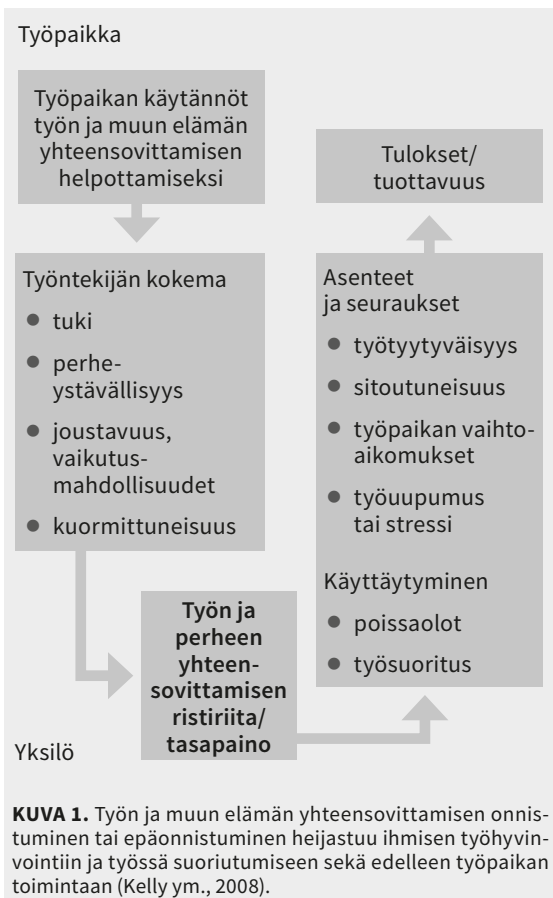 Työpaikka
Työpaikan käytännöt
työn ja muun elämän
yhteensovittamisen
helpottamiseksi
Työntekijän kokema
● tuki
● perhe-
ystävällisyys
● joustavuus,
vaikutus-
mahdollisuudet
● kuormittuneisuus
Työn ja
perheen
yhteen-
sovittamisen
ristiriita/
tasapaino
Tulokset/
tuottavuus
Asenteet
ja seuraukset
● työtyytyväisyys
● sitoutuneisuus
● työpaikan vaihto-
aikomukset
● työuupumus
tai stressi
Käyttäytyminen
● poissaolot
● työsuoritus
Yksilö
KUVA 1. Työn ja muun elämän yhteensovittamisen onnis-
tuminen tai epäonnistuminen heijastuu ihmisen työhyvin-
vointiin ja työssä suoriutumiseen sekä edelleen työpaikan
toimintaan (Kelly ym., 2008).